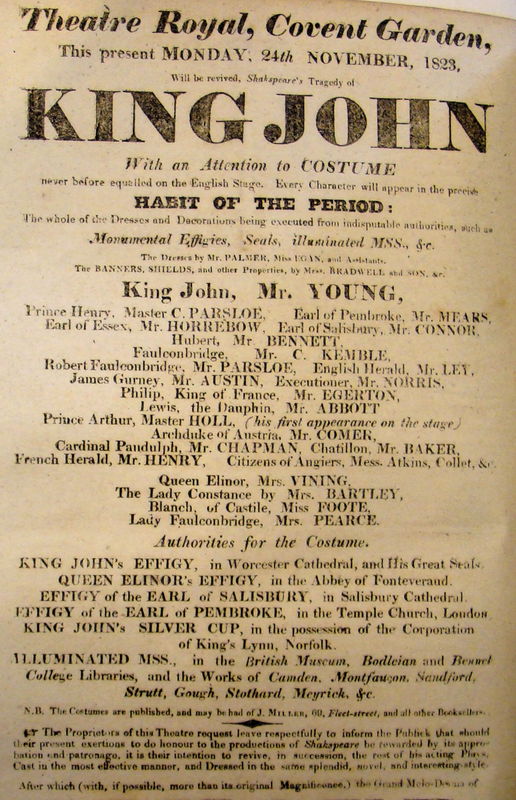 Theatre Royal, Covent Garden,
This present MONDAY, 24th NOVEMBER, 1823,
Will be revived, Shakspeare's Tragedy of
KING JOHN
With an Attention to COSTUME
never before equalled on the English Stage. Every Character will appear in the precise
HABIT OF THE PERIOD:
The whole of the Dresses and Decorations being executed from indisputable authorities, such as
Monumental Effigies, Seals, illuminated MSS., &c.
The Dresses by Mr. PALMER, Miss EGAN, and Assistants.
The BANNERS, SHIELDS, and other Properties, by Mess. BRADWELL and SON, &c.
King John, Mr. YOUNG,
Prince Henry, Master C. PARSLOE, Earl of Pembroke, Mr. MEARS,
Earl of Essex, Mr. HORREBOW, Earl of Salisbury, Mr. CONNOR,
Hubert, Mr. BENNETT,
Faulconbridge, Mr. C. KEMBLE,
Robert Faulconbridge, Mr. PARSLOE, English Herald, Mr. LEY,
James Gurney, Mr. AUSTIN, Executioner, Mr. NORRIS,
Philip, King of France, Mr. EGERTON,
Lewis, the Dauphin, Mr. ABBOTT
Prince Arthur, Master HOLL, (his first appearance on the stage)
Archduke of Austria, Mr. COMER,
Cardinal Pandulph, Mr. CHAPMAN, Chatillon, Mr. BAKER,
French Herald, Mr. HENRY, Citizens of Angiers, Mess. Atkins, Collet, &c.
Queen Elinor, Mrs. VINING,
The Lady Constance by Mrs. BARTLEY,
Blanch, of Castile, Miss FOOTE,
Lady Faulconbridge, Mrs. PEARCE.
Authorities for the Costume.
KING JOHN's EFFIGY, in Worcester Cathedral, and His Great Seals.
QUEEN ELINOR's EFFIGY, in the Abbey of Fonteveraud.
EFFIGY of the EARL of SALISBURY, in Salisbury Cathedral.
EFFIGY of the EARL of PEMBROKE, in the Temple Church, London
KING JOHN's SILVER CUP, in the possession of the Corporation
of King's Lynn, Norfolk.
ILLUMINATED MSS., in the British Museum, Bodleian and Bennet
College Libraries, and the Works of Camden, Montfauçon, Sandford,
Strutt, Gough, Stothard, Meyrick, &c.
N.B. The Costumes are published, and may be had of J. MILLER, 69, Fleet-street, and all other Booksellers.
☞ The Proprietors of this Theatre request leave respectfully to inform the Publick that should
their present exertions to do honour to the productions of Shakspeare be rewarded by its appro-
bation and patronage, it is their intention to revive, in succession, the rest of his acting Plays,
Cast in the most effective manner, and Dressed in the same splendid, novel, and interesting style.
After which (with, if possible, more than its original Magnificence,) the Grand Melo-Drama of